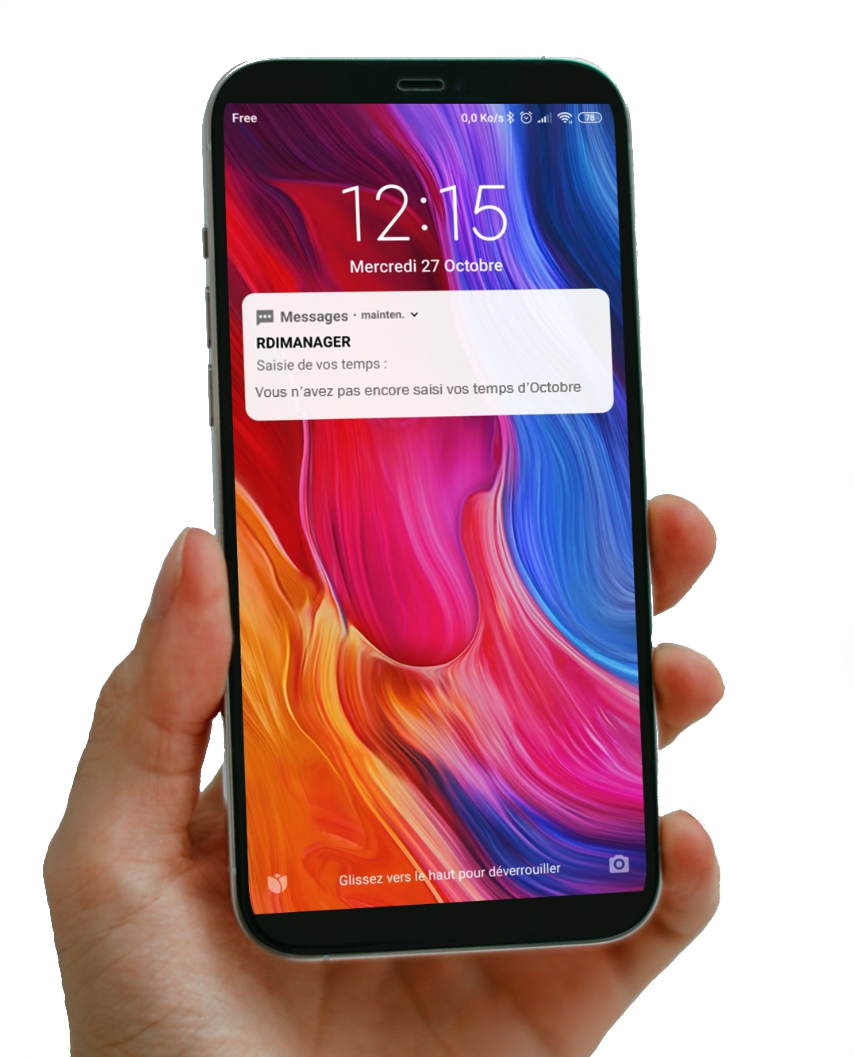 Free 0,0 Ko/s 78
12:15
Mercredi 27 Octobre
Messages · mainten.
RDIMANAGER
Saisie de vos temps :
Vous n'avez pas encore saisi vos temps d'Octobre
Glissez vers le haut pour déverrouiller